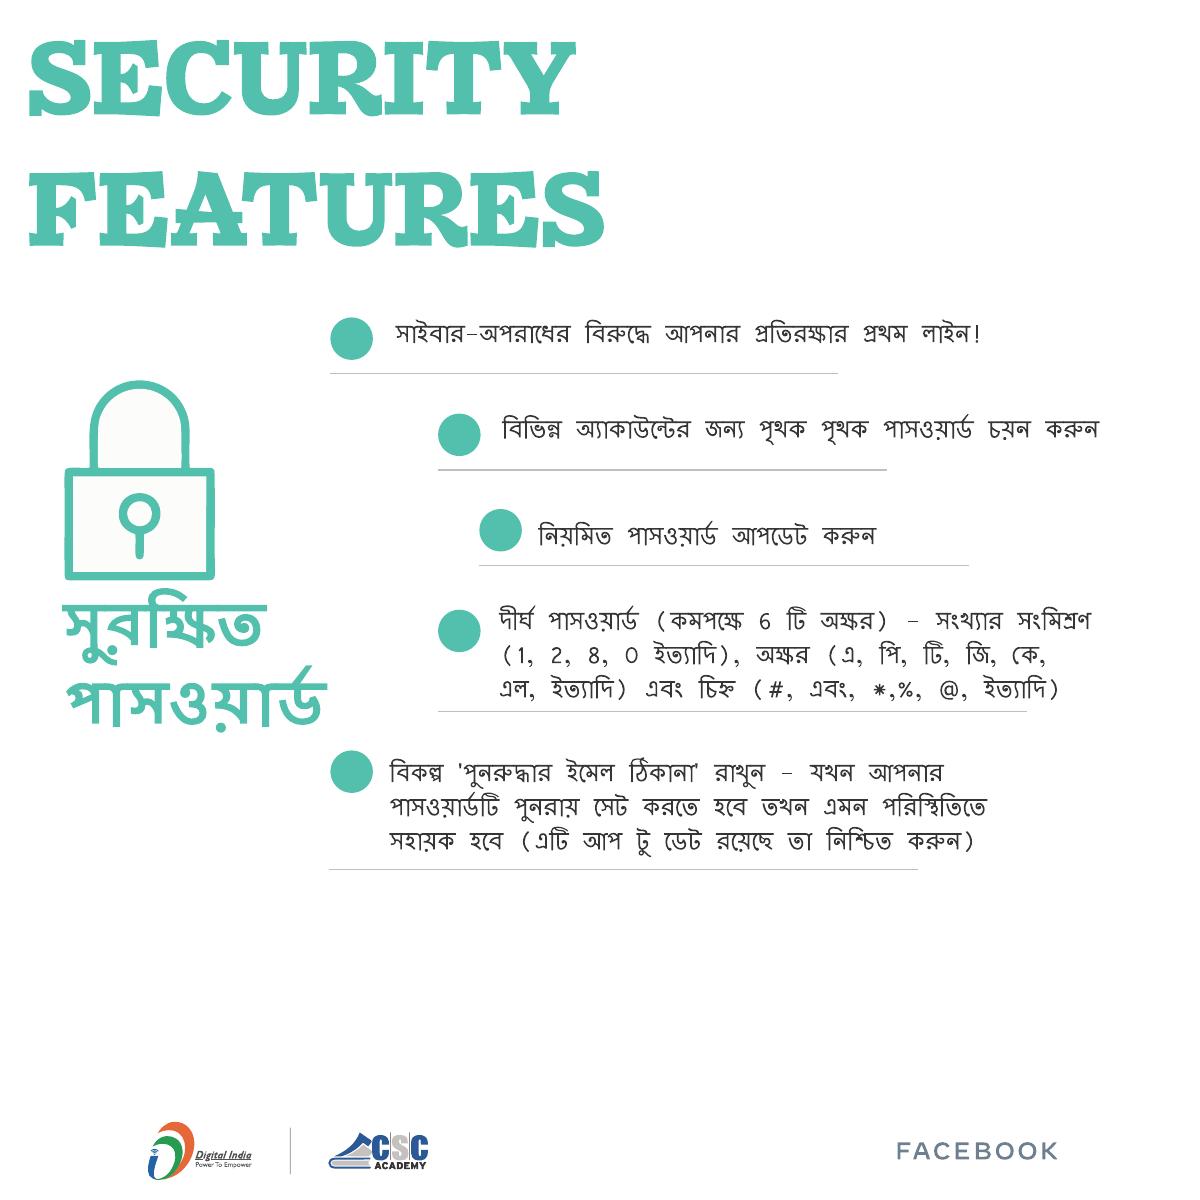 SECURITY
FEATURES
সাইবার-অপরাধের বিরুদ্ধে আপনার প্রতিরক্ষার প্রথম লাইন!
বিভিন্ন অ্যাকাউন্টের জন্য পৃথক পৃথক পাসওয়ার্ড চয়ন করুন
নিয়মিত পাসওয়ার্ড আপডেট করুন
সুরক্ষিত
পাসওয়ার্ড
দীর্ঘ পাসওয়ার্ড (কমপক্ষে 6 টি অক্ষর) - সংখ্যার সংমিশ্রণ
(1, 2, ৪, 0 ইত্যাদি), অক্ষর (এ, পি, টি, জি, কে,
এল, ইত্যাদি) এবং চিহ্ন (#, এবং, *,%, @, ইত্যাদি)
বিকল্প 'পুনরুদ্ধার ইমেল ঠিকানা' রাখুন - যখন আপনার
পাসওয়ার্ডটি পুনরায় সেট করতে হবে তখন এমন পরিস্থিতিতে
সহায়ক হবে (এটি আপ টু ডেট রয়েছে তা নিশ্চিত করুন)
Digital India
Power To Empower
CSC
ACADEMY
FACEBOOK